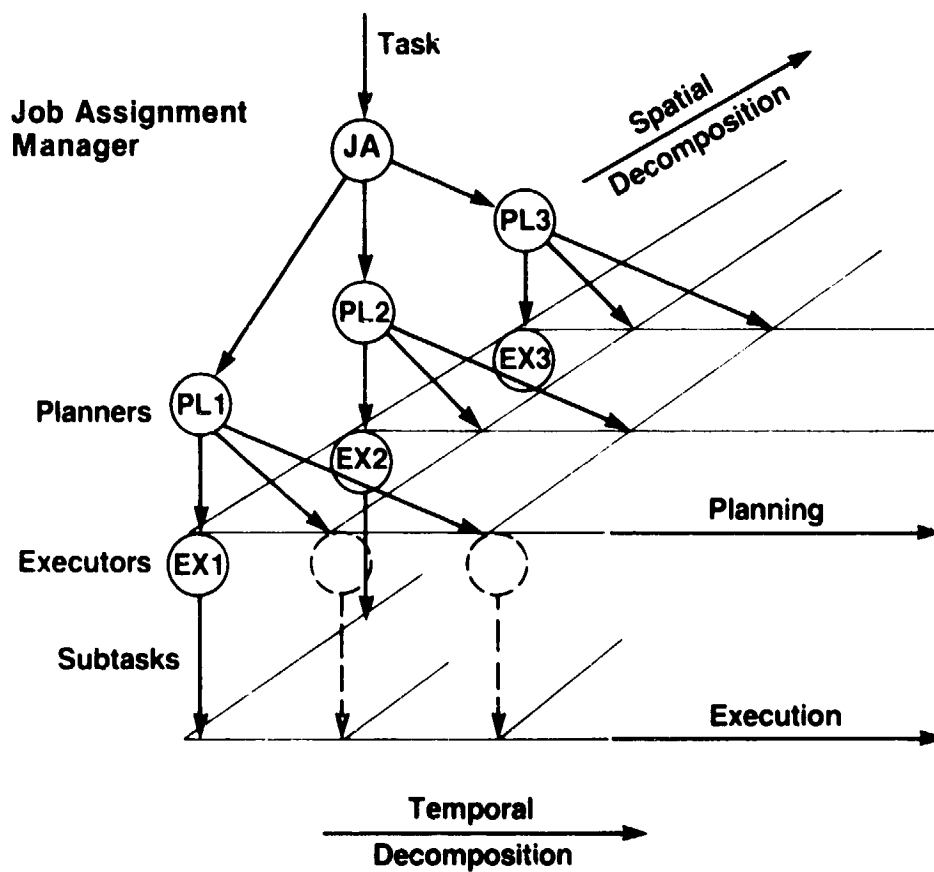 Task
Job Assignment
Manager
JA
Spatial
Decomposition
PL3
PL2
EX3
Planners
PL1
EX2
Planning
Executors
EX1
Subtasks
Execution
Temporal
Decomposition